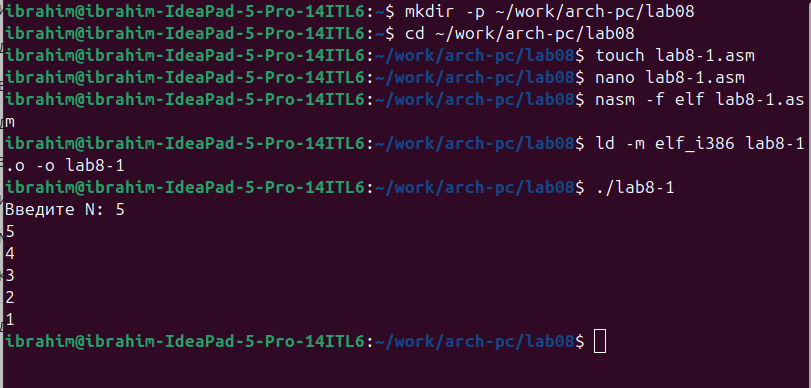 ibrahim@ibrahim-IdeaPad-5-Pro-14ITL6:~$ mkdir -p ~/work/arch-pc/lab08
ibrahim@ibrahim-IdeaPad-5-Pro-14ITL6:~$ cd ~/work/arch-pc/lab08
ibrahim@ibrahim-IdeaPad-5-Pro-14ITL6:~/work/arch-pc/lab08$ touch lab8-1.asm
ibrahim@ibrahim-IdeaPad-5-Pro-14ITL6:~/work/arch-pc/lab08$ nano lab8-1.asm
ibrahim@ibrahim-IdeaPad-5-Pro-14ITL6:~/work/arch-pc/lab08$ nasm -f elf lab8-1.as
m
ibrahim@ibrahim-IdeaPad-5-Pro-14ITL6:~/work/arch-pc/lab08$ ld -m elf_i386 lab8-1
.o -o lab8-1
ibrahim@ibrahim-IdeaPad-5-Pro-14ITL6:~/work/arch-pc/lab08$ ./lab8-1
Введите N: 5
5
4
3
2
1
ibrahim@ibrahim-IdeaPad-5-Pro-14ITL6:~/work/arch-pc/lab08$